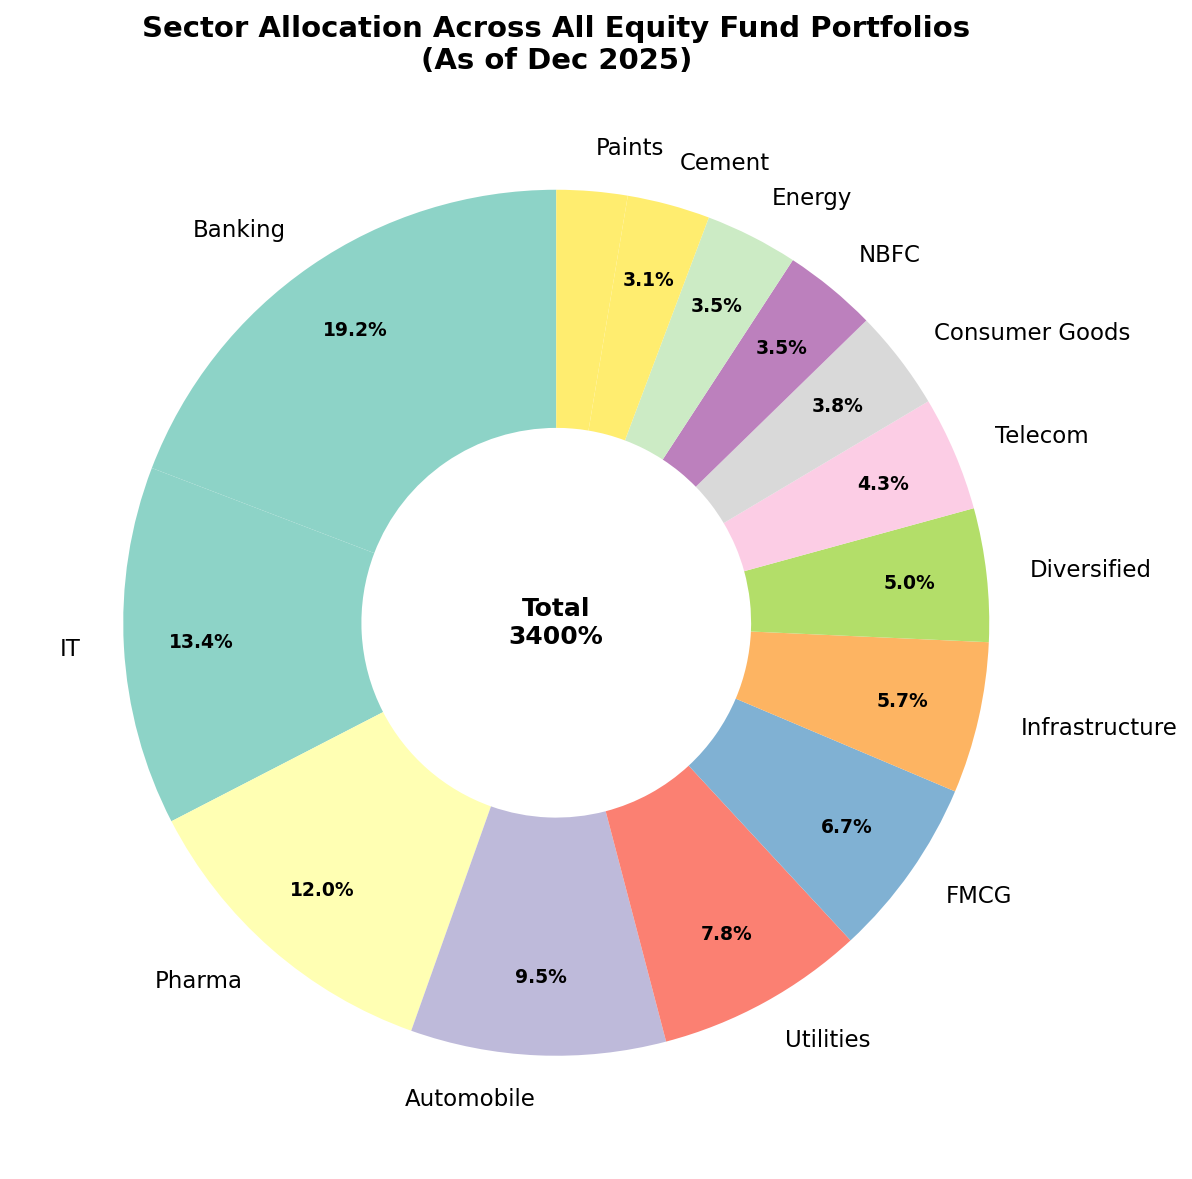 Sector Allocation Across All Equity Fund Portfolios
(As of Dec 2025)
Paints
Cement
Energy
NBFC
Consumer Goods
Telecom
Diversified
Infrastructure
FMCG
Utilities
Automobile
Pharma
IT
Banking
19.2%
13.4%
12.0%
9.5%
7.8%
6.7%
5.7%
5.0%
4.3%
3.8%
3.5%
3.5%
3.1%
Total
3400%